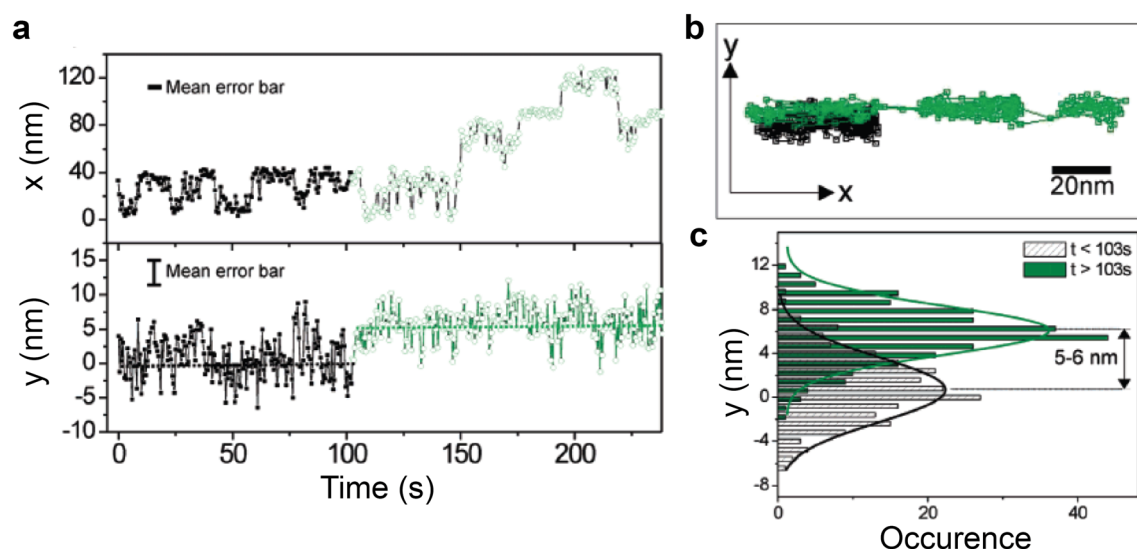 a
x (nm)
120
80
40
0
Mean error bar
y (nm)
15
10
5
0
-5
-10
Mean error bar
0 50 100 150 200
Time (s)
b
y
x
20nm
c
y (nm)
12
8
4
0
-4
-8
t < 103s
t > 103s
5-6 nm
0 20 40
Occurence